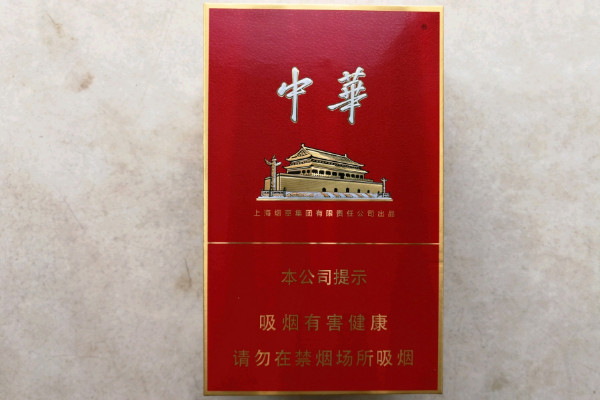 中華
上海烟草集团有限责任公司出品
本公司提示
吸烟有害健康
请勿在禁烟场所吸烟